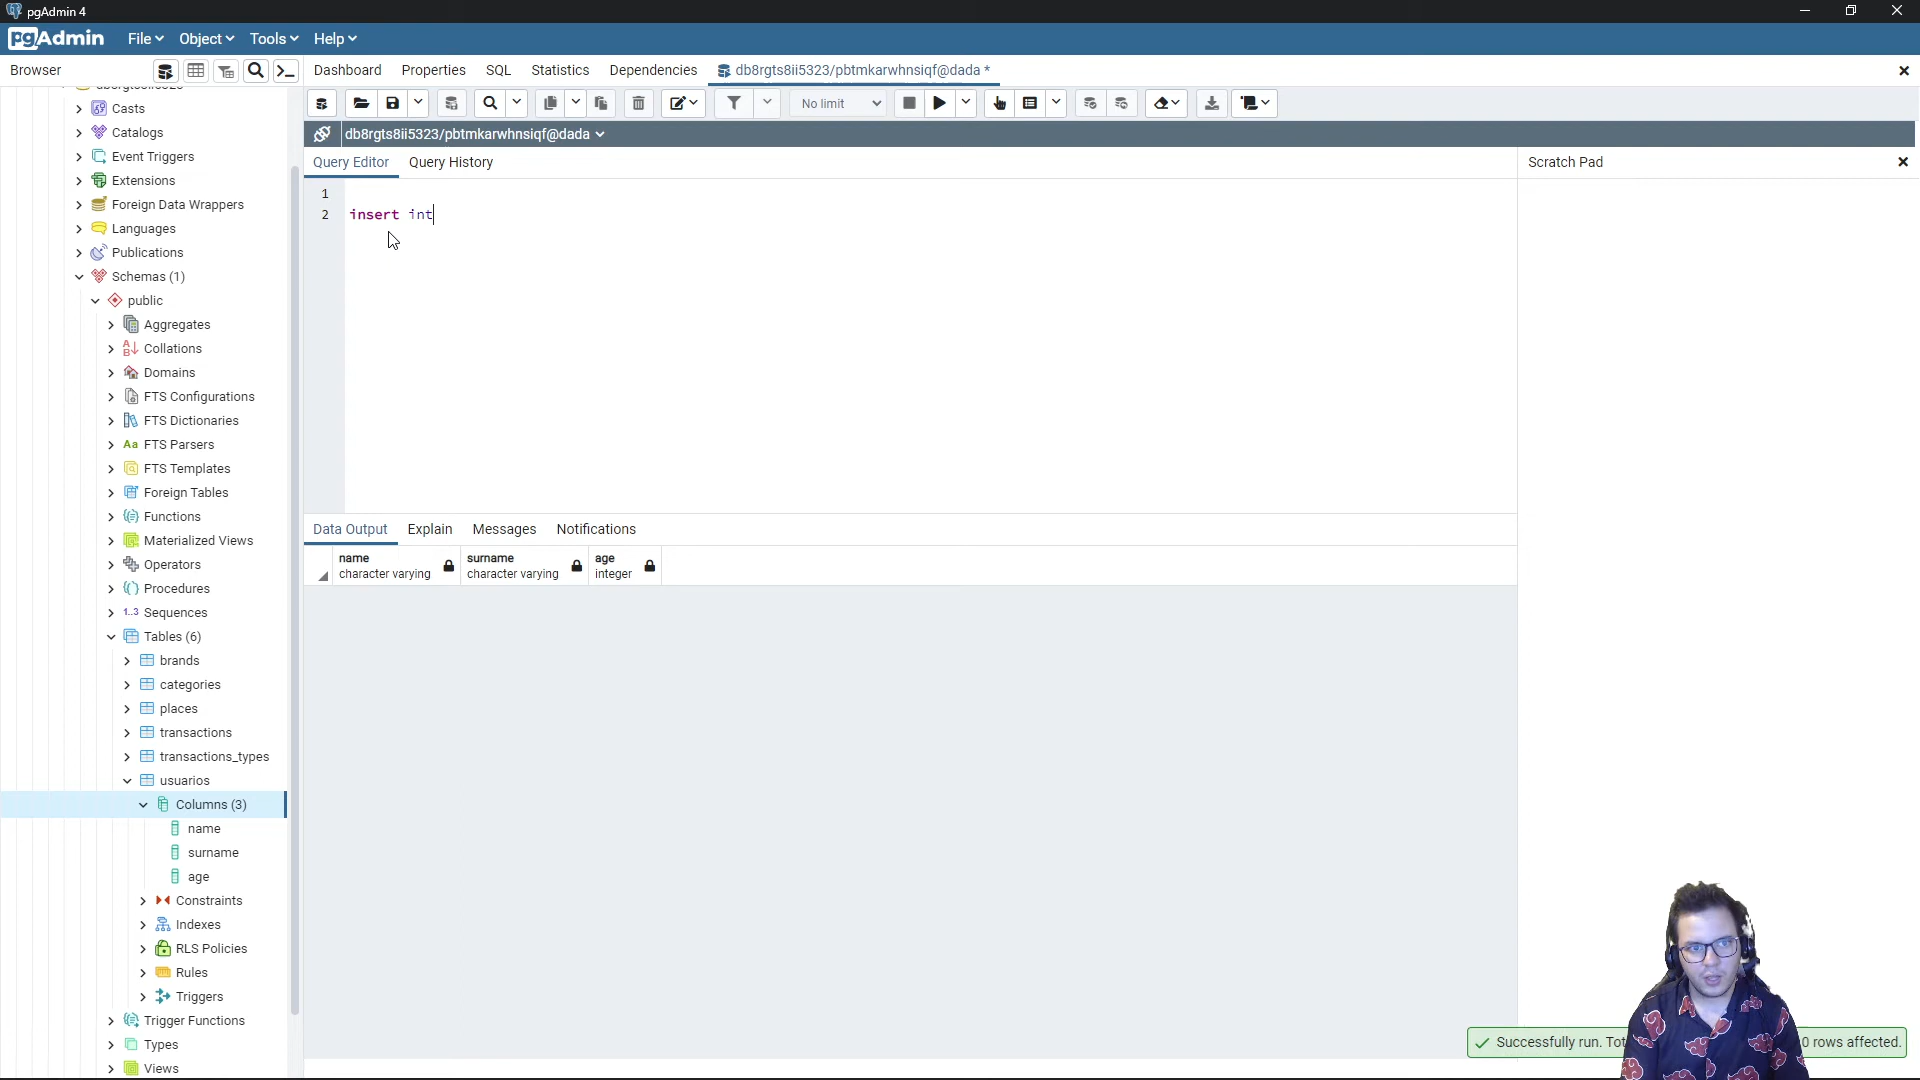 pgAdmin 4
pgAdmin File Object Tools Help
Browser
Dashboard Properties SQL Statistics Dependencies db8rgts8ii5323/pbtmkarwhnsiqf@dada *
No limit
db8rgts8ii5323/pbtmkarwhnsiqf@dada
Query Editor Query History
Scratch Pad
1
2 insert int
Casts
Catalogs
Event Triggers
Extensions
Foreign Data Wrappers
Languages
Publications
Schemas (1)
public
Aggregates
Collations
Domains
FTS Configurations
FTS Dictionaries
Aa FTS Parsers
FTS Templates
Foreign Tables
Functions
Materialized Views
Operators
Procedures
1..3 Sequences
Tables (6)
brands
categories
places
transactions
transactions_types
usuarios
Columns (3)
name
surname
age
Constraints
Indexes
RLS Policies
Rules
Triggers
Trigger Functions
Types
Views
Data Output Explain Messages Notifications
name
character varying
surname
character varying
age
integer
Successfully run. 0 rows affected.